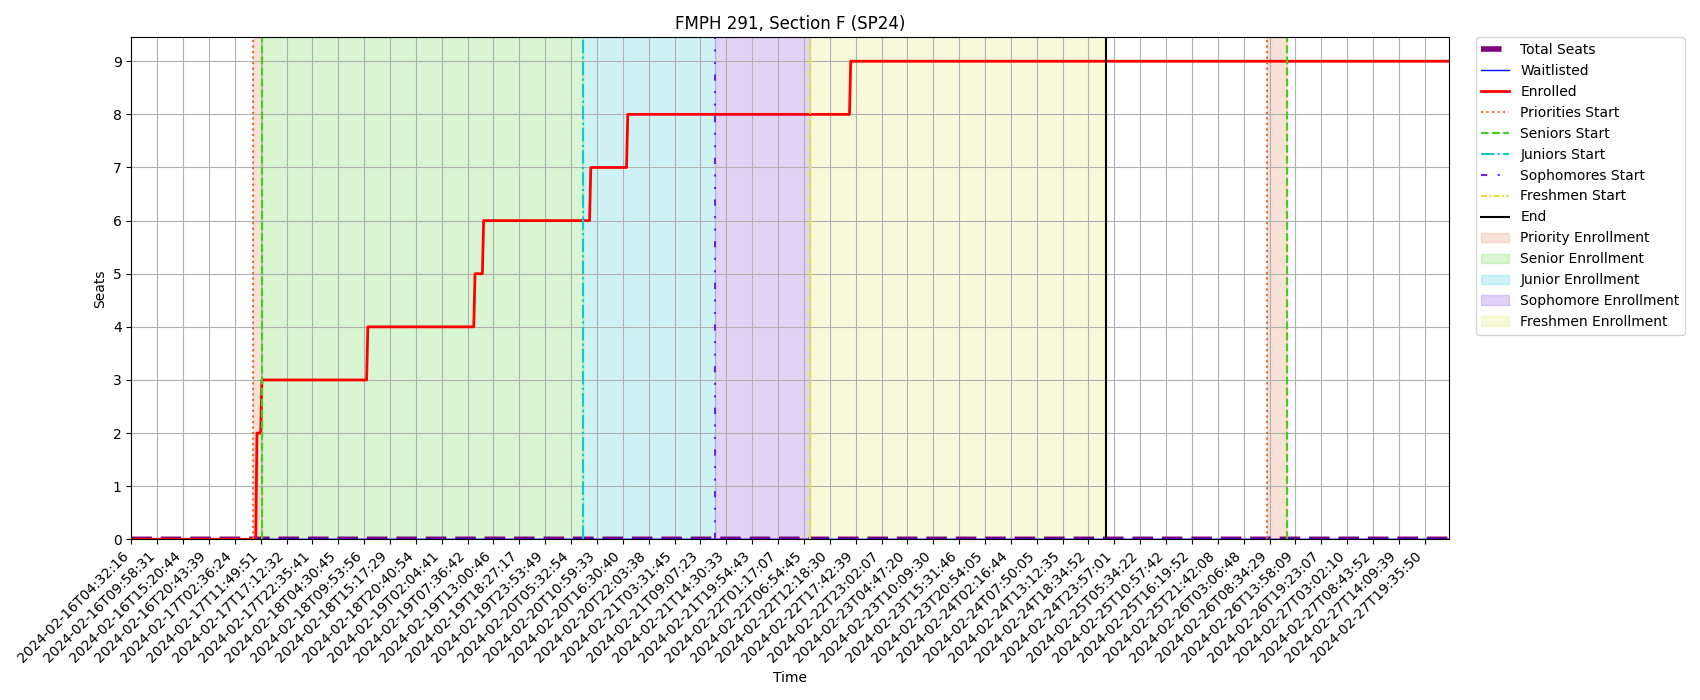 FMPH 291, Section F (SP24)
Seats
9
8
7
6
5
4
3
2
1
0
2024-02-16T04:32:16
2024-02-16T09:58:31
2024-02-16T15:20:44
2024-02-16T20:43:39
2024-02-17T02:36:24
2024-02-17T11:49:51
2024-02-17T17:12:32
2024-02-17T22:35:41
2024-02-18T04:30:45
2024-02-18T09:53:56
2024-02-18T15:17:29
2024-02-18T20:40:54
2024-02-19T02:04:41
2024-02-19T07:36:42
2024-02-19T13:00:46
2024-02-19T18:27:17
2024-02-19T23:53:49
2024-02-20T05:32:54
2024-02-20T10:59:33
2024-02-20T16:30:40
2024-02-20T22:03:38
2024-02-21T03:31:45
2024-02-21T09:07:23
2024-02-21T14:30:33
2024-02-21T19:54:43
2024-02-22T01:17:07
2024-02-22T06:54:45
2024-02-22T12:18:30
2024-02-22T17:42:39
2024-02-22T23:02:07
2024-02-23T04:47:20
2024-02-23T10:09:30
2024-02-23T15:31:46
2024-02-23T20:54:05
2024-02-24T02:16:44
2024-02-24T07:50:05
2024-02-24T13:12:35
2024-02-24T18:34:52
2024-02-24T23:57:01
2024-02-25T05:34:22
2024-02-25T10:57:42
2024-02-25T16:19:52
2024-02-25T21:42:08
2024-02-26T03:06:48
2024-02-26T08:34:29
2024-02-26T13:58:09
2024-02-26T19:23:07
2024-02-27T03:02:10
2024-02-27T08:43:52
2024-02-27T14:09:39
2024-02-27T19:35:50
Time
Total Seats
Waitlisted
Enrolled
Priorities Start
Seniors Start
Juniors Start
Sophomores Start
Freshmen Start
End
Priority Enrollment
Senior Enrollment
Junior Enrollment
Sophomore Enrollment
Freshmen Enrollment